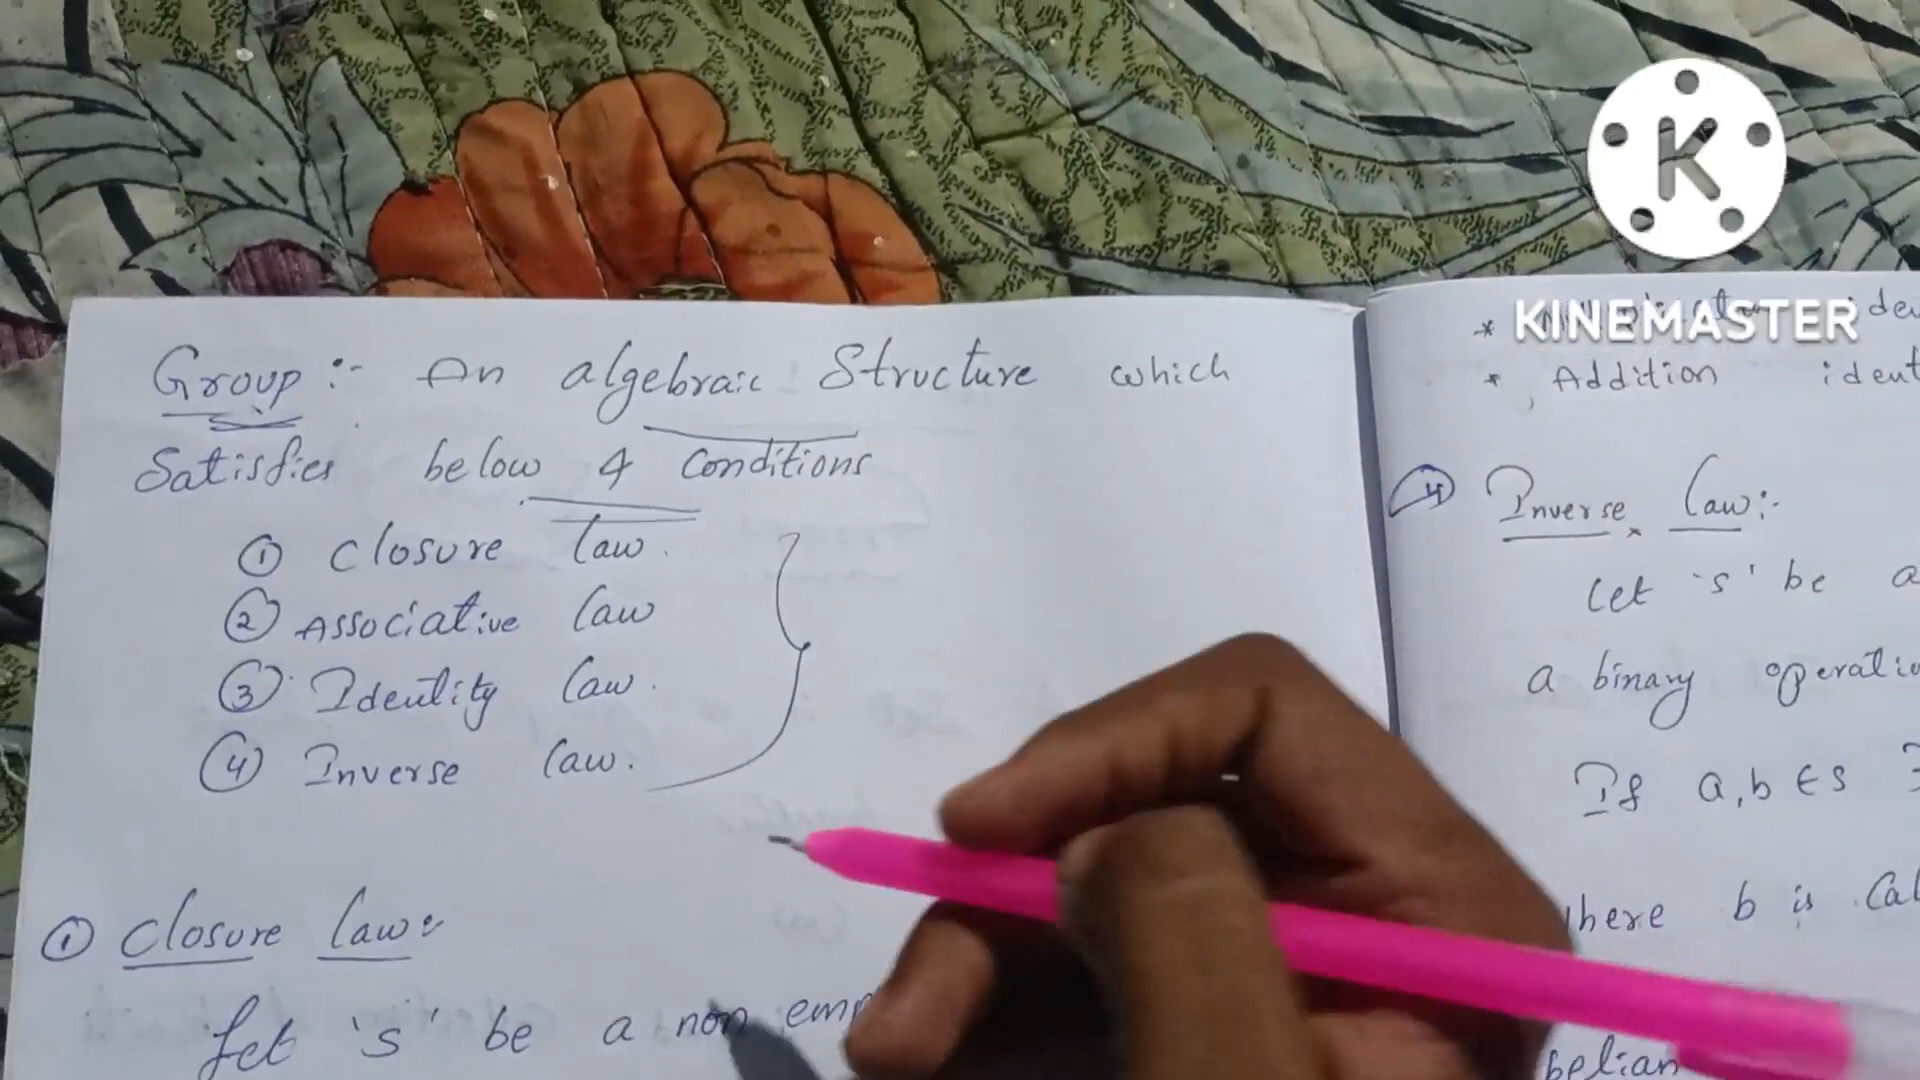 K
KINEMASTER
Group :- An algebraic Structure which
Satisfies below 4 Conditions
① Closure law.
② Associative law
③ Identity law.
④ Inverse law.
① Closure law:
Let 's' be a non emp
* iden
* Addition ident
④ Inverse law:-
Let 's' be a
a binary operatio
If a,b ∈ S ∃
where b is Cal
belian